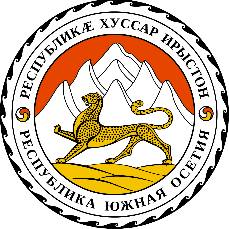 РЕСПУБЛИКÆ ХУССАР ИРЫСТОН
РЕСПУБЛИКА ЮЖНАЯ ОСЕТИЯ